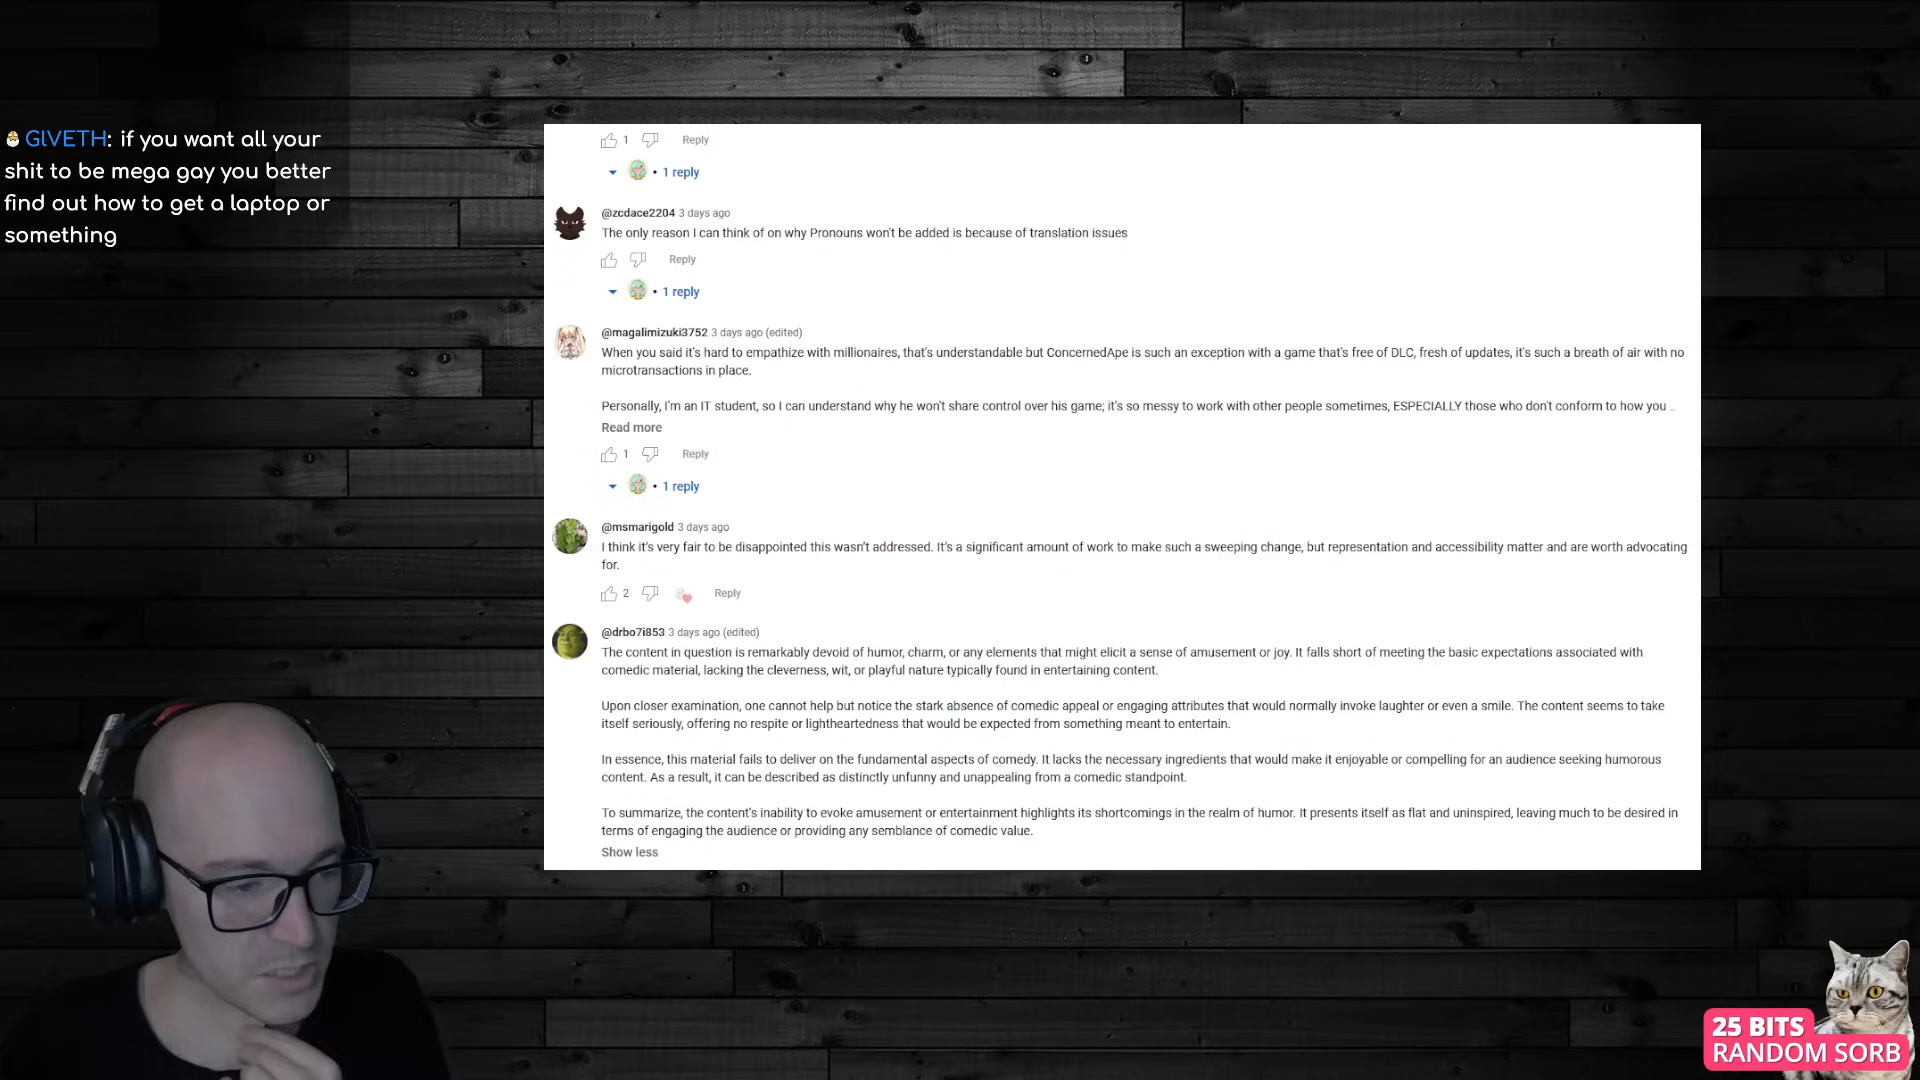 GlVETH: if you want all your
shit to be mega gay you better
find out how to get a laptop or
something
1 Reply
• 1 reply
@zcdace2204 3 days ago
The only reason I can think of on why Pronouns won't be added is because of translation issues
Reply
• 1 reply
@magalimizuki3752 3 days ago (edited)
When you said it's hard to empathize with millionaires, that's understandable but ConcernedApe is such an exception with a game that's free of DLC, fresh of updates, it's such a breath of air with no
microtransactions in place.
Personally, I'm an IT student, so I can understand why he won't share control over his game; it's so messy to work with other people sometimes, ESPECIALLY those who don't conform to how you ...
Read more
1 Reply
• 1 reply
@msmarigold 3 days ago
I think it's very fair to be disappointed this wasn't addressed. It's a significant amount of work to make such a sweeping change, but representation and accessibility matter and are worth advocating
for.
2 Reply
@drbo7i853 3 days ago (edited)
The content in question is remarkably devoid of humor, charm, or any elements that might elicit a sense of amusement or joy. It falls short of meeting the basic expectations associated with
comedic material, lacking the cleverness, wit, or playful nature typically found in entertaining content.
Upon closer examination, one cannot help but notice the stark absence of comedic appeal or engaging attributes that would normally invoke laughter or even a smile. The content seems to take
itself seriously, offering no respite or lightheartedness that would be expected from something meant to entertain.
In essence, this material fails to deliver on the fundamental aspects of comedy. It lacks the necessary ingredients that would make it enjoyable or compelling for an audience seeking humorous
content. As a result, it can be described as distinctly unfunny and unappealing from a comedic standpoint.
To summarize, the content's inability to evoke amusement or entertainment highlights its shortcomings in the realm of humor. It presents itself as flat and uninspired, leaving much to be desired in
terms of engaging the audience or providing any semblance of comedic value.
Show less
25 BITS
RANDOM SORB